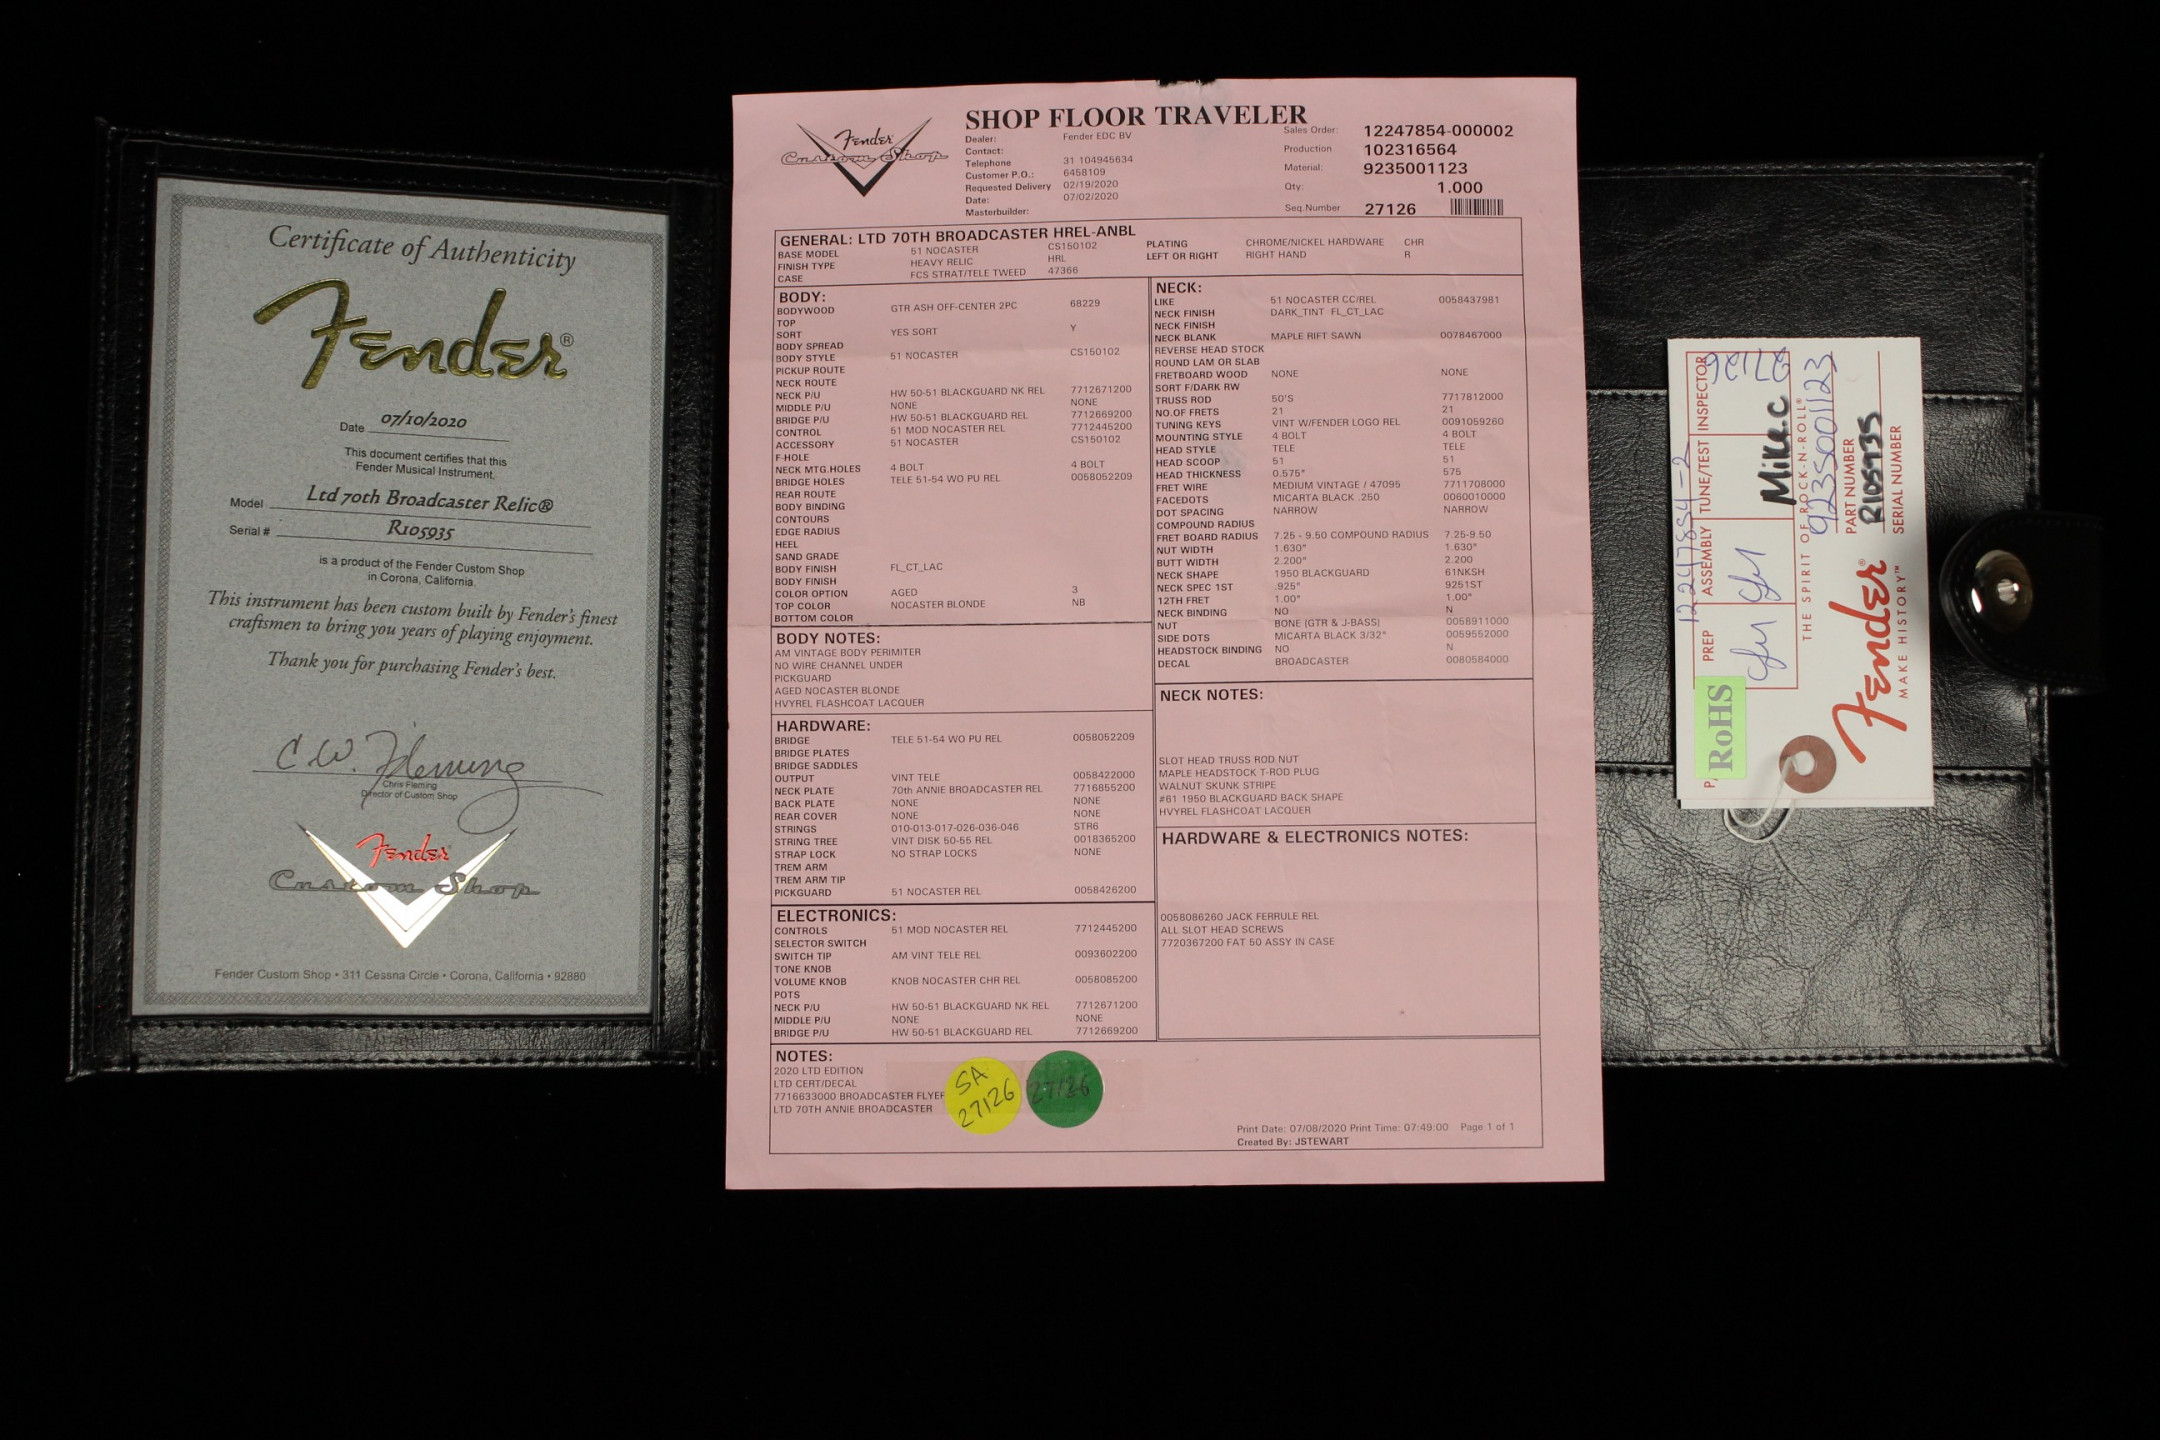 Certificate of Authenticity
Fender®
Date 07/10/2020
This document certifies that this
Fender Musical Instrument,
Model Ltd 70th Broadcaster Relic®
Serial # R105935
is a product of the Fender Custom Shop
in Corona, California.
This instrument has been custom built by Fender's finest
craftsmen to bring you years of playing enjoyment.
Thank you for purchasing Fender's best.
C.W. Fleming
Chris Fleming
Director of Custom Shop
Fender
Custom Shop
Fender Custom Shop • 311 Cessna Circle • Corona, California • 92880
Fender
Custom Shop
SHOP FLOOR TRAVELER
Dealer: Fender EDC BV
Contact:
Telephone 31 104945634
Customer P.O.: 6458109
Requested Delivery 02/19/2020
Date: 07/02/2020
Masterbuilder:
Sales Order: 12247854-000002
Production 102316564
Material: 9235001123
Qty: 1.000
Seq.Number 27126
GENERAL: LTD 70TH BROADCASTER HREL-ANBL
BASE MODEL 51 NOCASTER CS150102 PLATING CHROME/NICKEL HARDWARE CHR
FINISH TYPE HEAVY RELIC HRL LEFT OR RIGHT RIGHT HAND R
CASE FCS STRAT/TELE TWEED 47366
BODY:
BODYWOOD GTR ASH OFF-CENTER 2PC 68229
TOP
SORT YES SORT Y
BODY SPREAD
BODY STYLE 51 NOCASTER CS150102
PICKUP ROUTE
NECK ROUTE
NECK P/U HW 50-51 BLACKGUARD NK REL 7712671200
MIDDLE P/U NONE NONE
BRIDGE P/U HW 50-51 BLACKGUARD REL 7712669200
CONTROL 51 MOD NOCASTER REL 7712445200
ACCESSORY 51 NOCASTER CS150102
F-HOLE
NECK MTG.HOLES 4 BOLT 4 BOLT
BRIDGE HOLES TELE 51-54 WO PU REL 0058052209
REAR ROUTE
BODY BINDING
CONTOURS
EDGE RADIUS
HEEL
SAND GRADE
BODY FINISH FL_CT_LAC
BODY FINISH
COLOR OPTION AGED 3
TOP COLOR NOCASTER BLONDE NB
BOTTOM COLOR
BODY NOTES:
AM VINTAGE BODY PERIMITER
NO WIRE CHANNEL UNDER
PICKGUARD
AGED NOCASTER BLONDE
HVYREL FLASHCOAT LACQUER
HARDWARE:
BRIDGE TELE 51-54 WO PU REL 0058052209
BRIDGE PLATES
BRIDGE SADDLES
OUTPUT VINT TELE 0058422000
NECK PLATE 70th ANNIE BROADCASTER REL 7716855200
BACK PLATE NONE NONE
REAR COVER NONE NONE
STRINGS 010-013-017-026-036-046 STR6
STRING TREE VINT DISK 50-55 REL 0018365200
STRAP LOCK NO STRAP LOCKS NONE
TREM ARM
TREM ARM TIP
PICKGUARD 51 NOCASTER REL 0058426200
ELECTRONICS:
CONTROLS 51 MOD NOCASTER REL 7712445200
SELECTOR SWITCH
SWITCH TIP AM VINT TELE REL 0093602200
TONE KNOB
VOLUME KNOB KNOB NOCASTER CHR REL 0058085200
POTS
NECK P/U HW 50-51 BLACKGUARD NK REL 7712671200
MIDDLE P/U NONE NONE
BRIDGE P/U HW 50-51 BLACKGUARD REL 7712669200
NECK:
LIKE 51 NOCASTER CC/REL 0058437981
NECK FINISH DARK_TINT FL_CT_LAC
NECK FINISH
NECK BLANK MAPLE RIFT SAWN 0078467000
REVERSE HEAD STOCK
ROUND LAM OR SLAB
FRETBOARD WOOD NONE NONE
SORT F/DARK RW
TRUSS ROD 50'S 7717812000
NO.OF FRETS 21 21
TUNING KEYS VINT W/FENDER LOGO REL 0091059260
MOUNTING STYLE 4 BOLT 4 BOLT
HEAD STYLE TELE TELE
HEAD SCOOP 51 51
HEAD THICKNESS 0.575" 575
FRET WIRE MEDIUM VINTAGE / 47095 7711708000
FACEDOTS MICARTA BLACK .250 0060010000
DOT SPACING NARROW NARROW
COMPOUND RADIUS
FRET BOARD RADIUS 7.25 - 9.50 COMPOUND RADIUS 7.25-9.50
NUT WIDTH 1.630" 1.630"
BUTT WIDTH 2.200" 2.200
NECK SHAPE 1950 BLACKGUARD 61NKSH
NECK SPEC 1ST .925" 9251ST
12TH FRET 1.00" 1.00"
NECK BINDING NO N
NUT BONE (GTR & J-BASS) 0058911000
SIDE DOTS MICARTA BLACK 3/32" 0059552000
HEADSTOCK BINDING NO N
DECAL BROADCASTER 0080584000
NECK NOTES:
SLOT HEAD TRUSS ROD NUT
MAPLE HEADSTOCK T-ROD PLUG
WALNUT SKUNK STRIPE
#61 1950 BLACKGUARD BACK SHAPE
HVYREL FLASHCOAT LACQUER
HARDWARE & ELECTRONICS NOTES:
0058086260 JACK FERRULE REL
ALL SLOT HEAD SCREWS
7720367200 FAT 50 ASSY IN CASE
NOTES:
2020 LTD EDITION
LTD CERT/DECAL
7716633000 BROADCASTER FLYER
LTD 70TH ANNIE BROADCASTER
SA
27126
27126
Print Date: 07/08/2020 Print Time: 07:49:00 Page 1 of 1
Created By: JSTEWART
12247854-2
PREP ASSEMBLY TUNE/TEST INSPECTOR
Mike.C
RoHS
THE SPIRIT OF ROCK-N-ROLL®
9235001123
PART NUMBER
R105935
SERIAL NUMBER
Fender®
MAKE HISTORY™